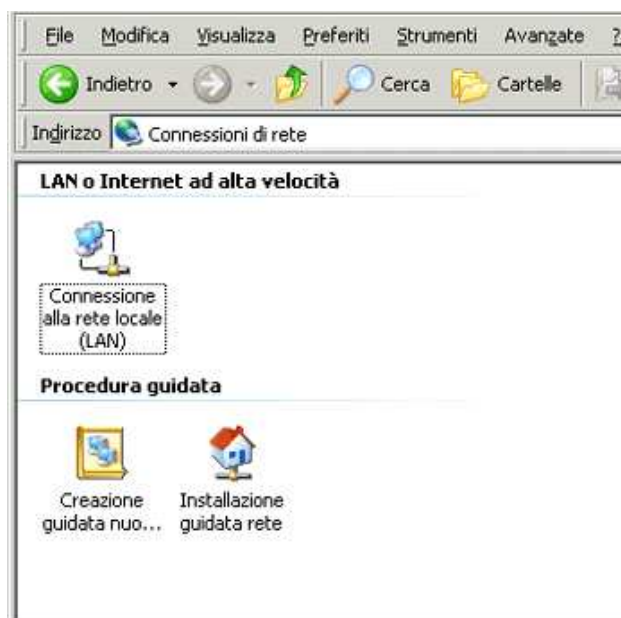 File Modifica Visualizza Preferiti Strumenti Avanzate ?
Indietro Cerca Cartelle
Indirizzo Connessioni di rete
LAN o Internet ad alta velocità
Connessione
alla rete locale
(LAN)
Procedura guidata
Creazione
guidata nuo...
Installazione
guidata rete